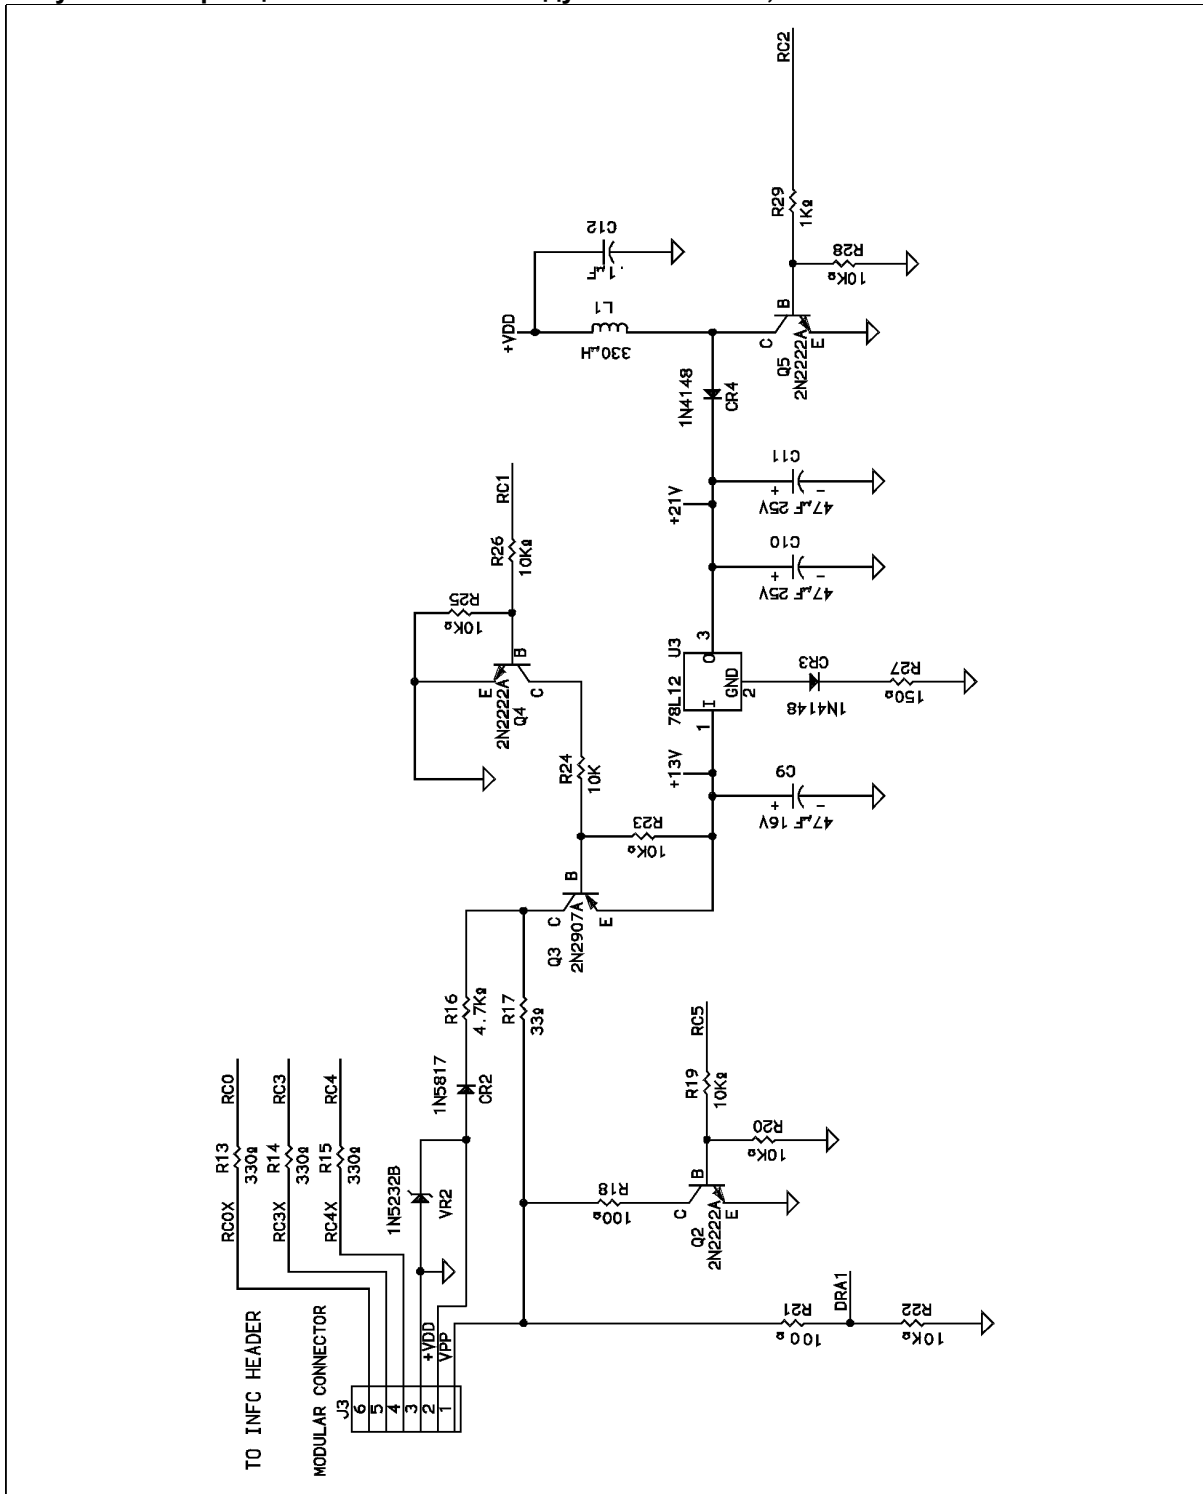 RC2
R29
1KΩ
C12
.1 F
R28
10KΩ
L1
+VDD
330µH
B
C
E
Q5
2N2222A
1N4148
CR4
RC1
C11
+ -
47µF 25V
+21V
R26
10KΩ
C10
+ -
47µF 25V
R25
10KΩ
B
E
C
2N2222A
Q4
3
U3
O
78L12
GND
2
I
1
CR3
1N4148
R27
150Ω
R24
10K
+13V
C9
+ -
47µF 16V
R23
10KΩ
B
C
E
Q3
2N2907A
R16
4.7KΩ
R17
33Ω
RC5
RC0
RC3
RC4
1N5817
CR2
R19
10KΩ
R13
330Ω
R14
330Ω
R15
330Ω
R20
10KΩ
1N5232B
VR2
RC0X
RC3X
RC4X
R18
100Ω
B
C
E
Q2
2N2222A
DRA1
R21
100Ω
R22
10KΩ
+VDD
VPP
TO INFC HEADER
MODULAR CONNECTOR
J3
6
5
4
3
2
1